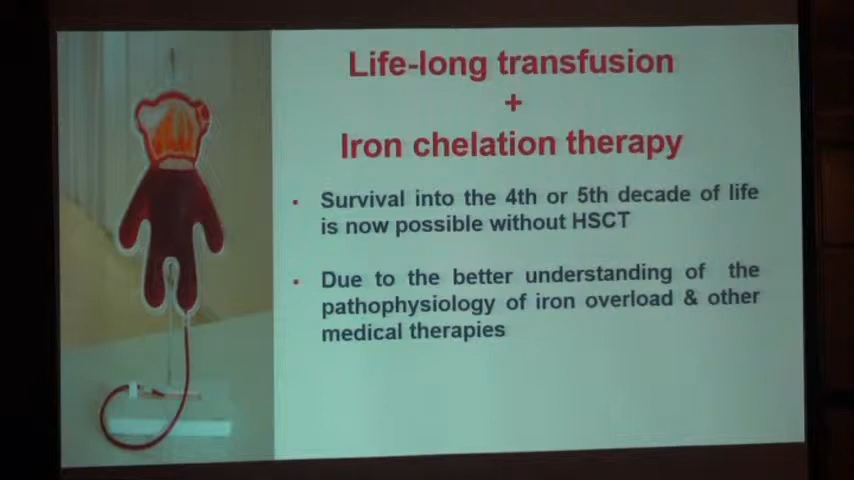 Life-long transfusion
+
Iron chelation therapy
▪ Survival into the 4th or 5th decade of life
is now possible without HSCT
▪ Due to the better understanding of the
pathophysiology of iron overload & other
medical therapies